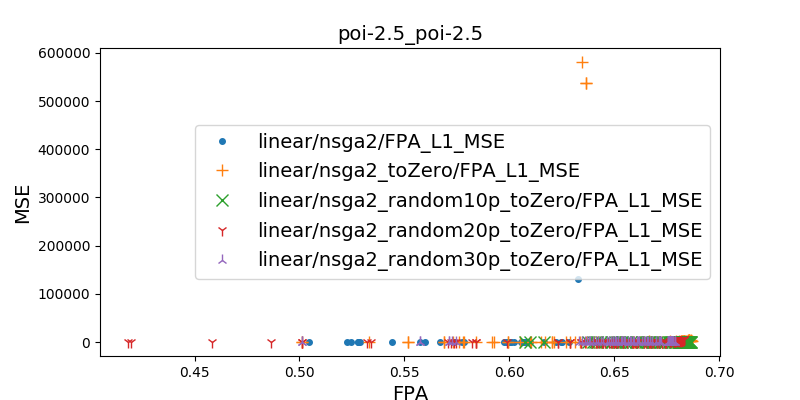 poi-2.5_poi-2.5
600000
500000
400000
300000
200000
100000
0
MSE
linear/nsga2/FPA_L1_MSE
linear/nsga2_toZero/FPA_L1_MSE
linear/nsga2_random10p_toZero/FPA_L1_MSE
linear/nsga2_random20p_toZero/FPA_L1_MSE
linear/nsga2_random30p_toZero/FPA_L1_MSE
0.45 0.50 0.55 0.60 0.65 0.70
FPA